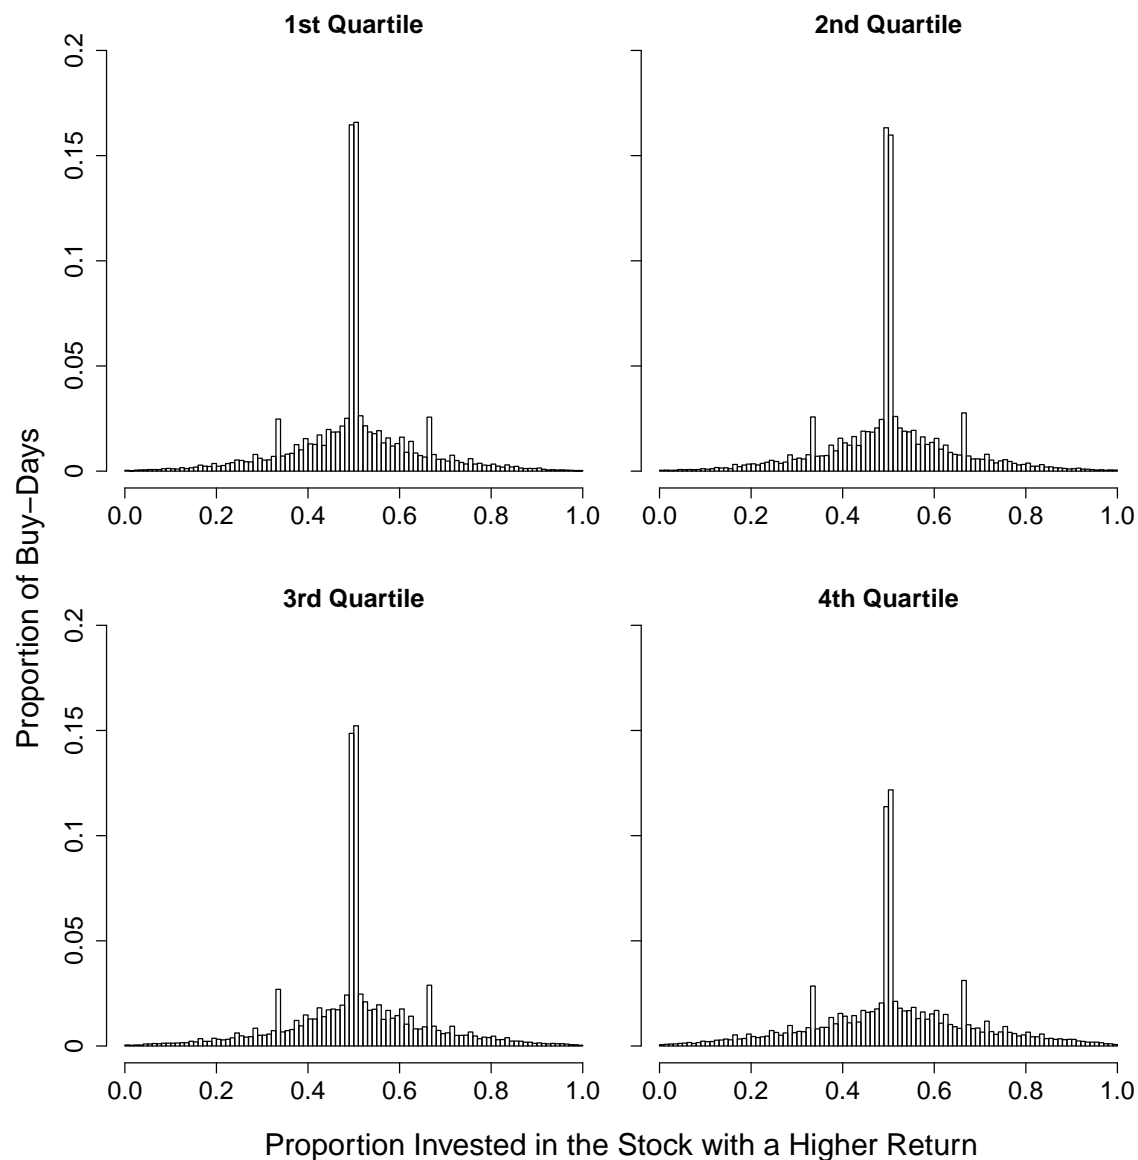 1st Quartile
2nd Quartile
0.2
0.15
0.1
0.05
0
0.0 0.2 0.4 0.6 0.8 1.0
0.0 0.2 0.4 0.6 0.8 1.0
3rd Quartile
4th Quartile
0.2
0.15
0.1
0.05
0
0.0 0.2 0.4 0.6 0.8 1.0
0.0 0.2 0.4 0.6 0.8 1.0
Proportion of Buy−Days
Proportion Invested in the Stock with a Higher Return